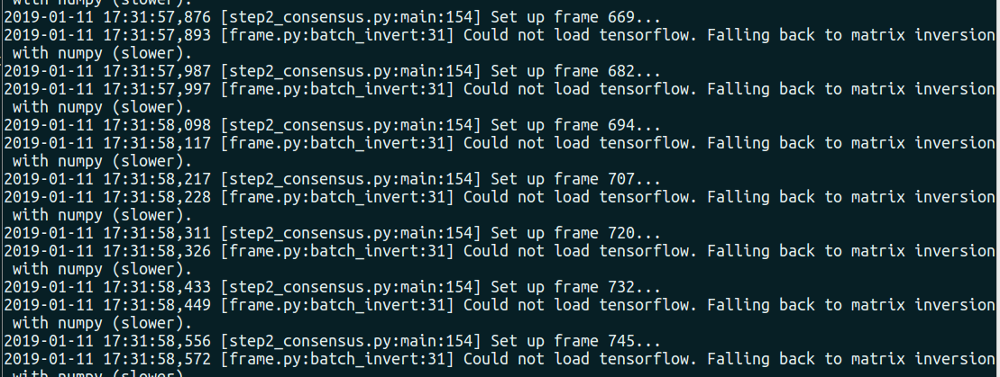 with numpy (slower).
2019-01-11 17:31:57,876 [step2_consensus.py:main:154] Set up frame 669...
2019-01-11 17:31:57,893 [frame.py:batch_invert:31] Could not load tensorflow. Falling back to matrix inversion
with numpy (slower).
2019-01-11 17:31:57,987 [step2_consensus.py:main:154] Set up frame 682...
2019-01-11 17:31:57,997 [frame.py:batch_invert:31] Could not load tensorflow. Falling back to matrix inversion
with numpy (slower).
2019-01-11 17:31:58,098 [step2_consensus.py:main:154] Set up frame 694...
2019-01-11 17:31:58,117 [frame.py:batch_invert:31] Could not load tensorflow. Falling back to matrix inversion
with numpy (slower).
2019-01-11 17:31:58,217 [step2_consensus.py:main:154] Set up frame 707...
2019-01-11 17:31:58,228 [frame.py:batch_invert:31] Could not load tensorflow. Falling back to matrix inversion
with numpy (slower).
2019-01-11 17:31:58,311 [step2_consensus.py:main:154] Set up frame 720...
2019-01-11 17:31:58,326 [frame.py:batch_invert:31] Could not load tensorflow. Falling back to matrix inversion
with numpy (slower).
2019-01-11 17:31:58,433 [step2_consensus.py:main:154] Set up frame 732...
2019-01-11 17:31:58,449 [frame.py:batch_invert:31] Could not load tensorflow. Falling back to matrix inversion
with numpy (slower).
2019-01-11 17:31:58,556 [step2_consensus.py:main:154] Set up frame 745...
2019-01-11 17:31:58,572 [frame.py:batch_invert:31] Could not load tensorflow. Falling back to matrix inversion
with numpy (slower).